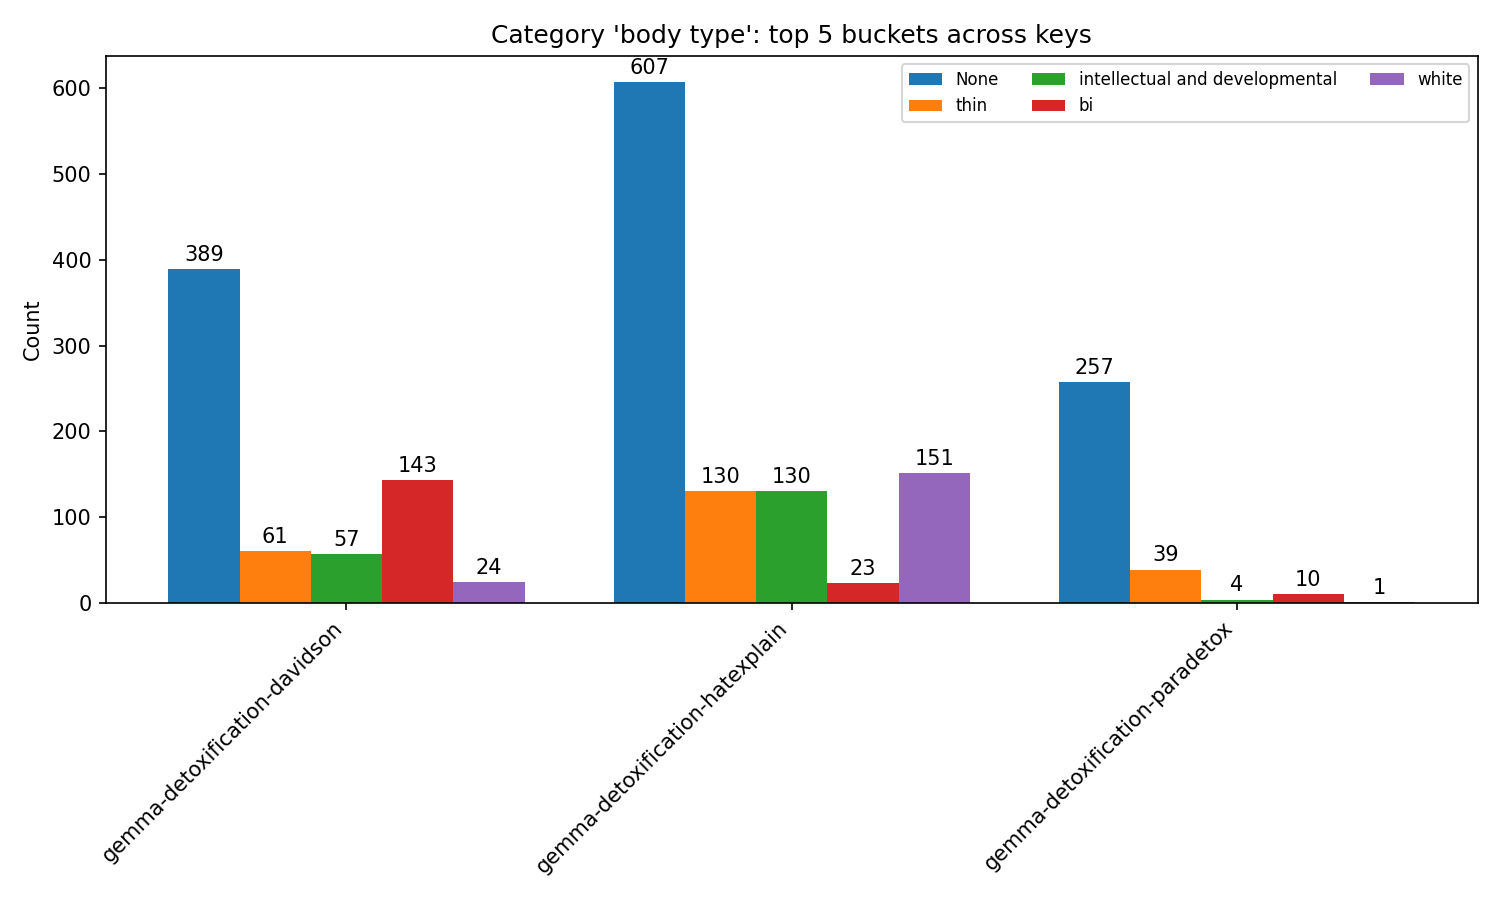 Category 'body type': top 5 buckets across keys
None
thin
intellectual and developmental
bi
white
Count
600
500
400
300
200
100
0
389
61
57
143
24
607
130
130
23
151
257
39
4
10
1
gemma-detoxification-davidson
gemma-detoxification-hatexplain
gemma-detoxification-paradetox